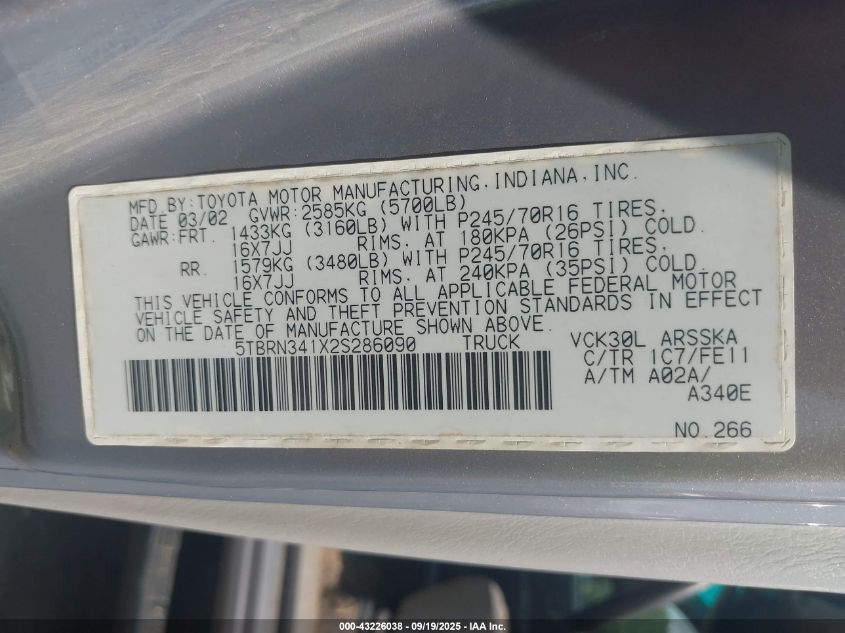 MFD. BY: TOYOTA MOTOR MANUFACTURING, INDIANA, INC.
DATE 03/02 GVWR: 2585KG (5700LB)
GAWR: FRT. 1433KG (3160LB) WITH P245/70R16 TIRES,
16X7JJ RIMS, AT 180KPA (26PSI) COLD.
RR. 1579KG (3480LB) WITH P245/70R16 TIRES,
16X7JJ RIMS, AT 240KPA (35PSI) COLD.
THIS VEHICLE CONFORMS TO ALL APPLICABLE FEDERAL MOTOR
VEHICLE SAFETY AND THEFT PREVENTION STANDARDS IN EFFECT
ON THE DATE OF MANUFACTURE SHOWN ABOVE.
5TBRN341X2S286090 TRUCK VCK30L ARSSKA
C/TR 1C7/FE11
A/TM A02A/
A340E
NO. 266
000-43226038 - 09/19/2025 - IAA Inc.